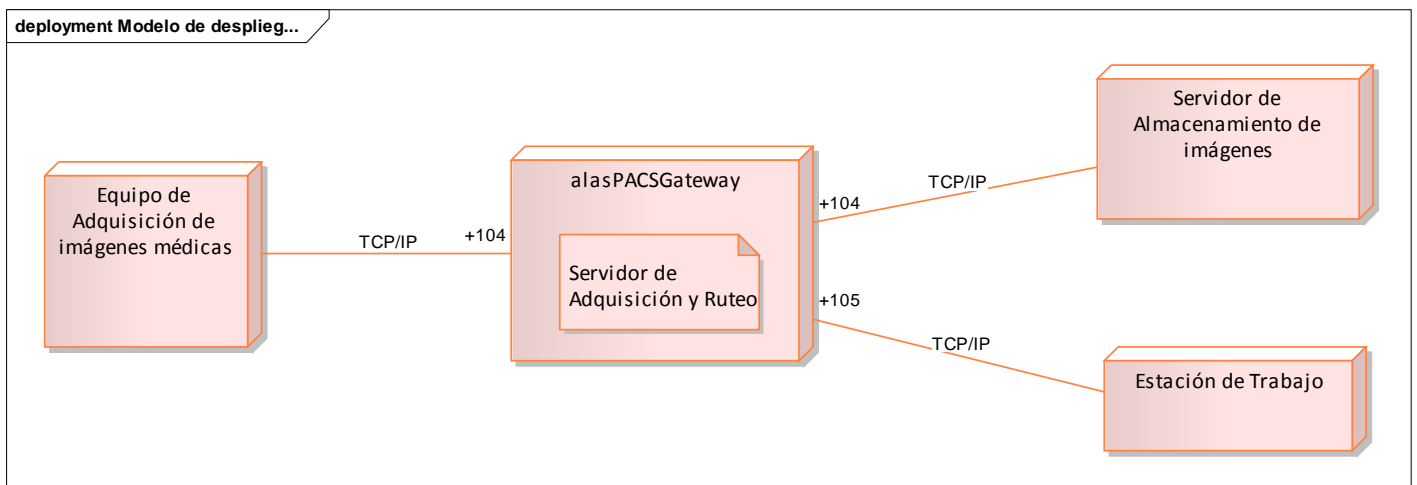 deployment Modelo de desplieg...
Equipo de
Adquisición de
imágenes médicas
TCP/IP
+104
alasPACSGateway
Servidor de
Adquisición y Ruteo
+104
TCP/IP
Servidor de
Almacenamiento de
imágenes
+105
TCP/IP
Estación de Trabajo